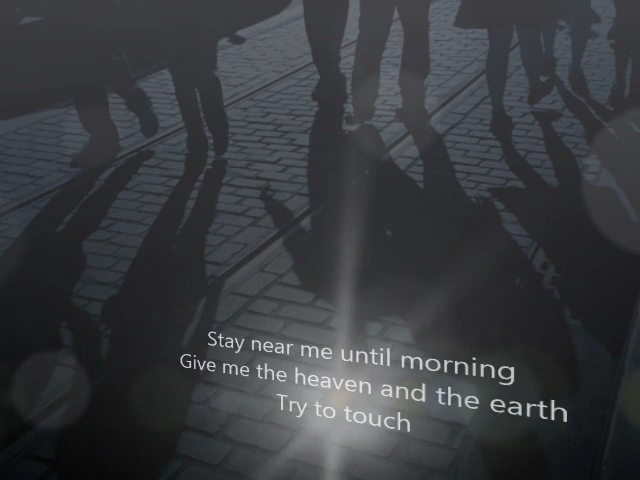 Stay near me until morning
Give me the heaven and the earth
Try to touch